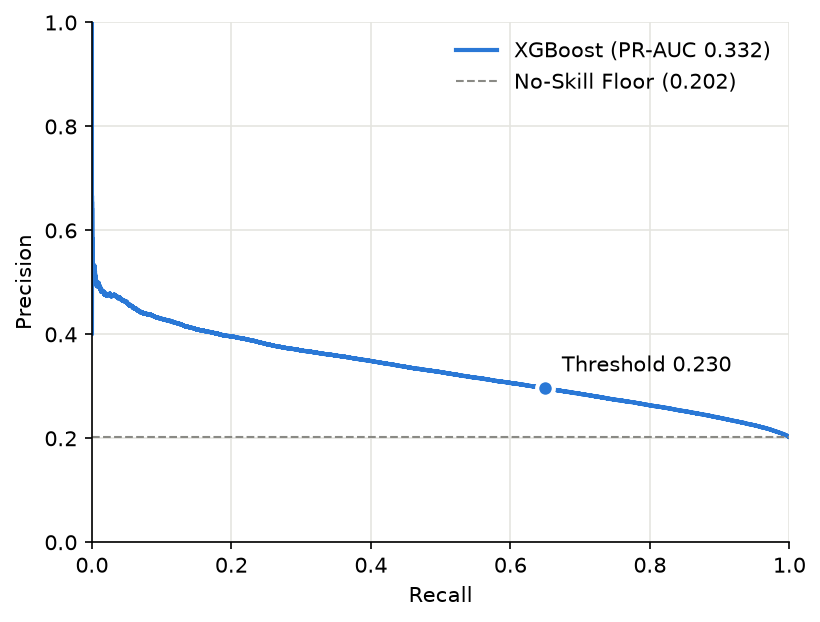 1.0
0.8
0.6
0.4
0.2
0.0
Precision
XGBoost (PR-AUC 0.332)
No-Skill Floor (0.202)
Threshold 0.230
0.0 0.2 0.4 0.6 0.8 1.0
Recall